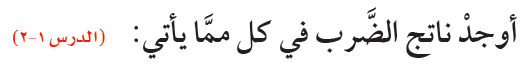 أوجدْ ناتج الضَّرب في كل ممَّا يأتي: (الدرس ١-٢)